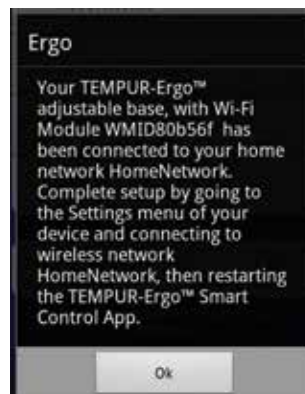 Ergo
Your TEMPUR-Ergo™
adjustable base, with Wi-Fi
Module WMID80b56f has
been connected to your home
network HomeNetwork.
Complete setup by going to
the Settings menu of your
device and connecting to
wireless network
HomeNetwork, then restarting
the TEMPUR-Ergo™ Smart
Control App.
Ok